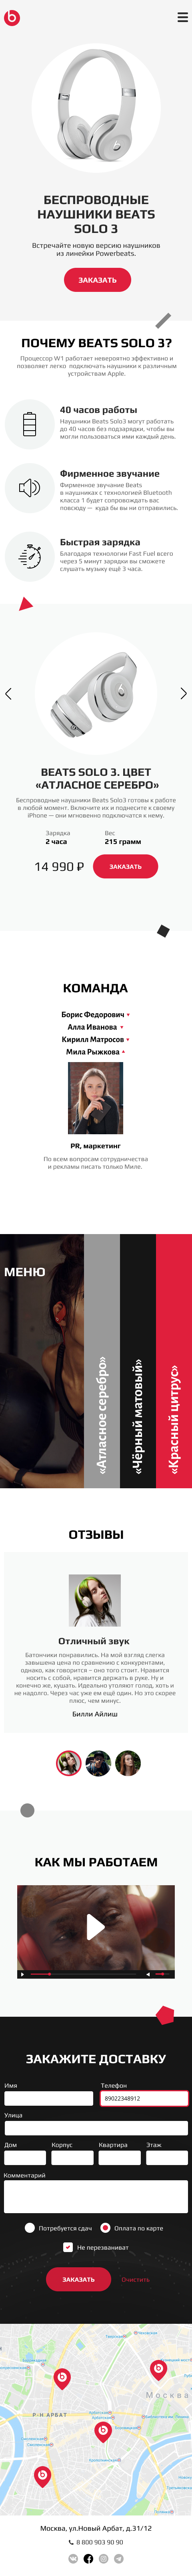 b
БЕСПРОВОДНЫЕ
НАУШНИКИ BEATS
SOLO 3
Встречайте новую версию наушников
из линейки Powerbeats.
ЗАКАЗАТЬ
ПОЧЕМУ BEATS SOLO 3?
Процессор W1 работает невероятно эффективно и
позволяет легко подключать наушники к различным
устройствам Apple.
40 часов работы
Наушники Beats Solo3 могут работать
до 40 часов без подзарядки, чтобы вы
могли пользоваться ими каждый день.
Фирменное звучание
Фирменное звучание Beats
в наушниках с технологией Bluetooth
класса 1 будет сопровождать вас
повсюду — куда бы вы ни отправились.
Быстрая зарядка
Благодаря технологии Fast Fuel всего
через 5 минут зарядки вы сможете
слушать музыку ещё 3 часа.
BEATS SOLO 3. ЦВЕТ
«АТЛАСНОЕ СЕРЕБРО»
Беспроводные наушники Beats Solo3 готовы к работе
в любой момент. Включите их и поднесите к своему
iPhone — они мгновенно подключатся к нему.
Зарядка
2 часа
Вес
215 грамм
14 990 ₽
ЗАКАЗАТЬ
КОМАНДА
Борис Федорович
Алла Иванова
Кирилл Матросов
Мила Рыжкова
PR, маркетинг
По всем вопросам сотрудничества
и рекламы писать только Миле.
МЕНЮ
«Атласное серебро»
«Чёрный матовый»
«Красный цитрус»
ОТЗЫВЫ
Отличный звук
Батончики понравились. На мой взгляд слегка
завышена цена по сравнению с конкурентами,
однако, как говорится – оно того стоит. Нравится
носить с собой, нравится держать в руке. Ну и
конечно же, кушать. Идеально утоляют голод, хоть и
не надолго. Через час уже ем ещё один. Но это скорее
плюс, чем минус.
Билли Айлиш
КАК МЫ РАБОТАЕМ
ЗАКАЖИТЕ ДОСТАВКУ
Имя
Телефон
89022348912
Улица
Дом
Корпус
Квартира
Этаж
Комментарий
Потребуется сдач
Оплата по карте
Не перезваниват
ЗАКАЗАТЬ
Очистить
Р-Н АРБАТ
Москва
Москва, ул.Новый Арбат, д.31/12
8 800 903 90 90